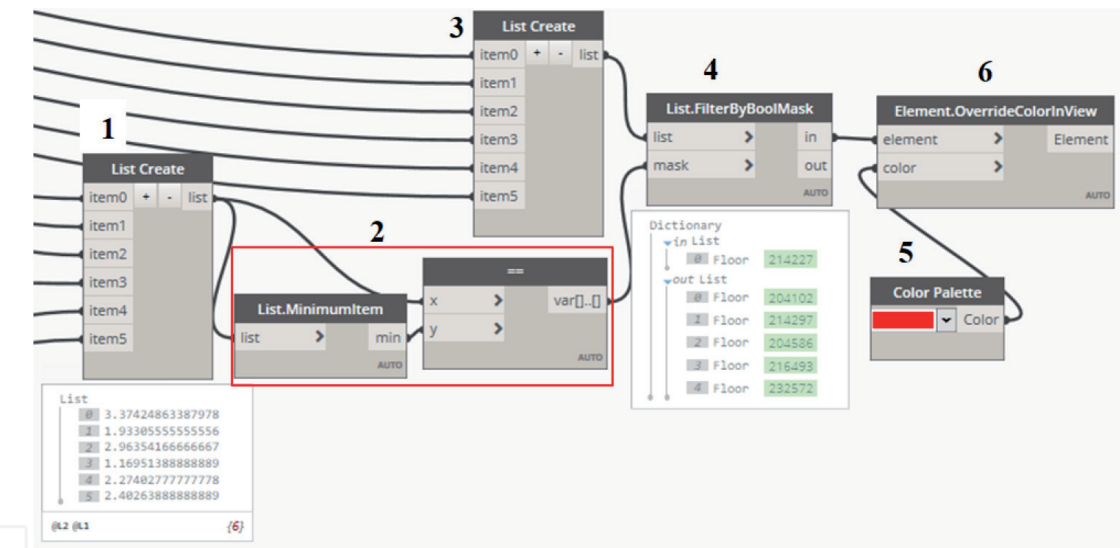 3
List Create
item0 + - list
item1
item2
item3
item4
item5
4
List.FilterByBoolMask
list > in
mask > out
AUTO
6
Element.OverrideColorInView
element > Element
color >
AUTO
1
List Create
item0 + - list
item1
item2
item3
item4
item5
2
List.MinimumItem
list > min
AUTO
==
x > var[]..[]
y >
AUTO
Dictionary
in List
0 Floor 214227
out List
0 Floor 204102
1 Floor 214297
2 Floor 204586
3 Floor 216493
4 Floor 232572
5
Color Palette
Color
List
0 3.37424863387978
1 1.93305555555556
2 2.96354166666667
3 1.16951388888889
4 2.27402777777778
5 2.40263888888889
@L2 @L1 {6}